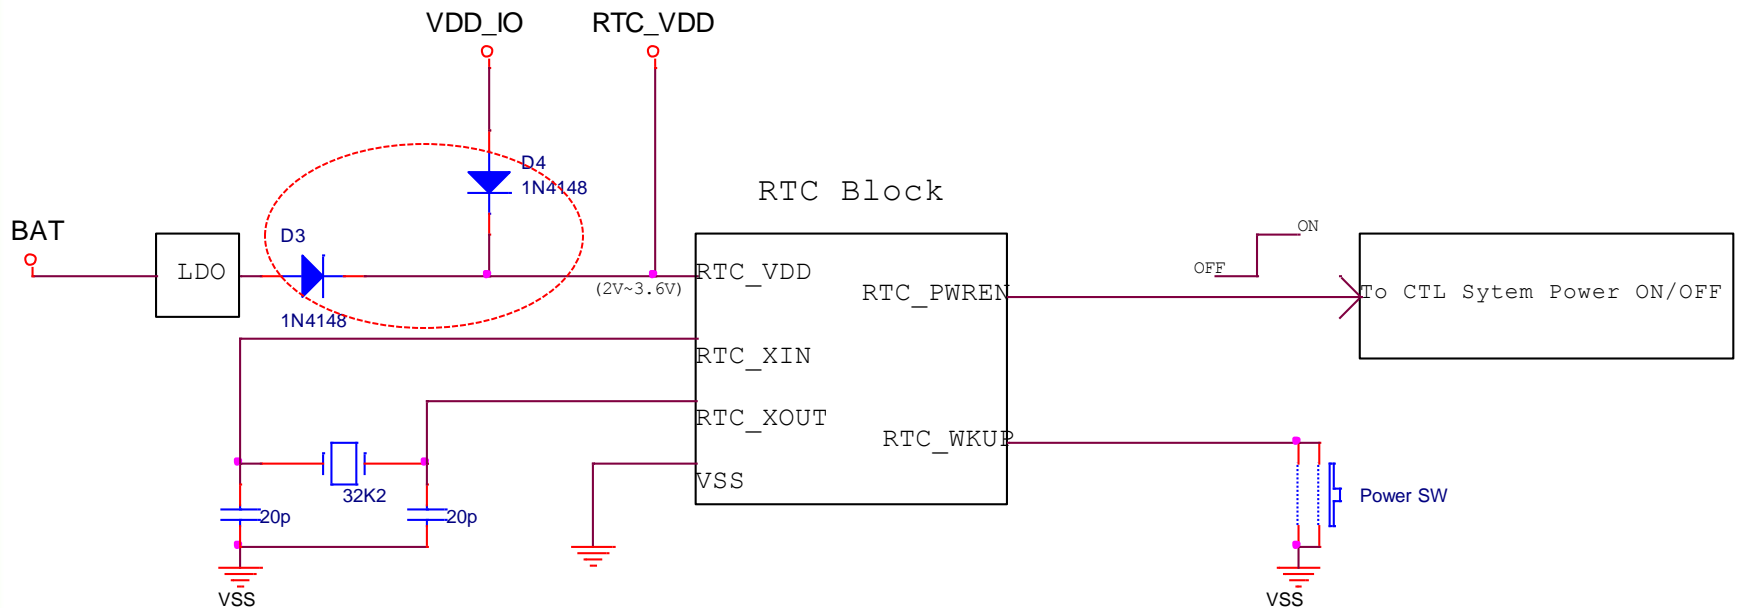 VDD_IO
RTC_VDD
D4
1N4148
RTC Block
BAT
D3
LDO
1N4148
RTC_VDD
(2V~3.6V)
RTC_PWREN
ON
OFF
To CTL Sytem Power ON/OFF
RTC_XIN
RTC_XOUT
RTC_WKUP
VSS
32K2
20p
20p
Power SW
VSS
VSS